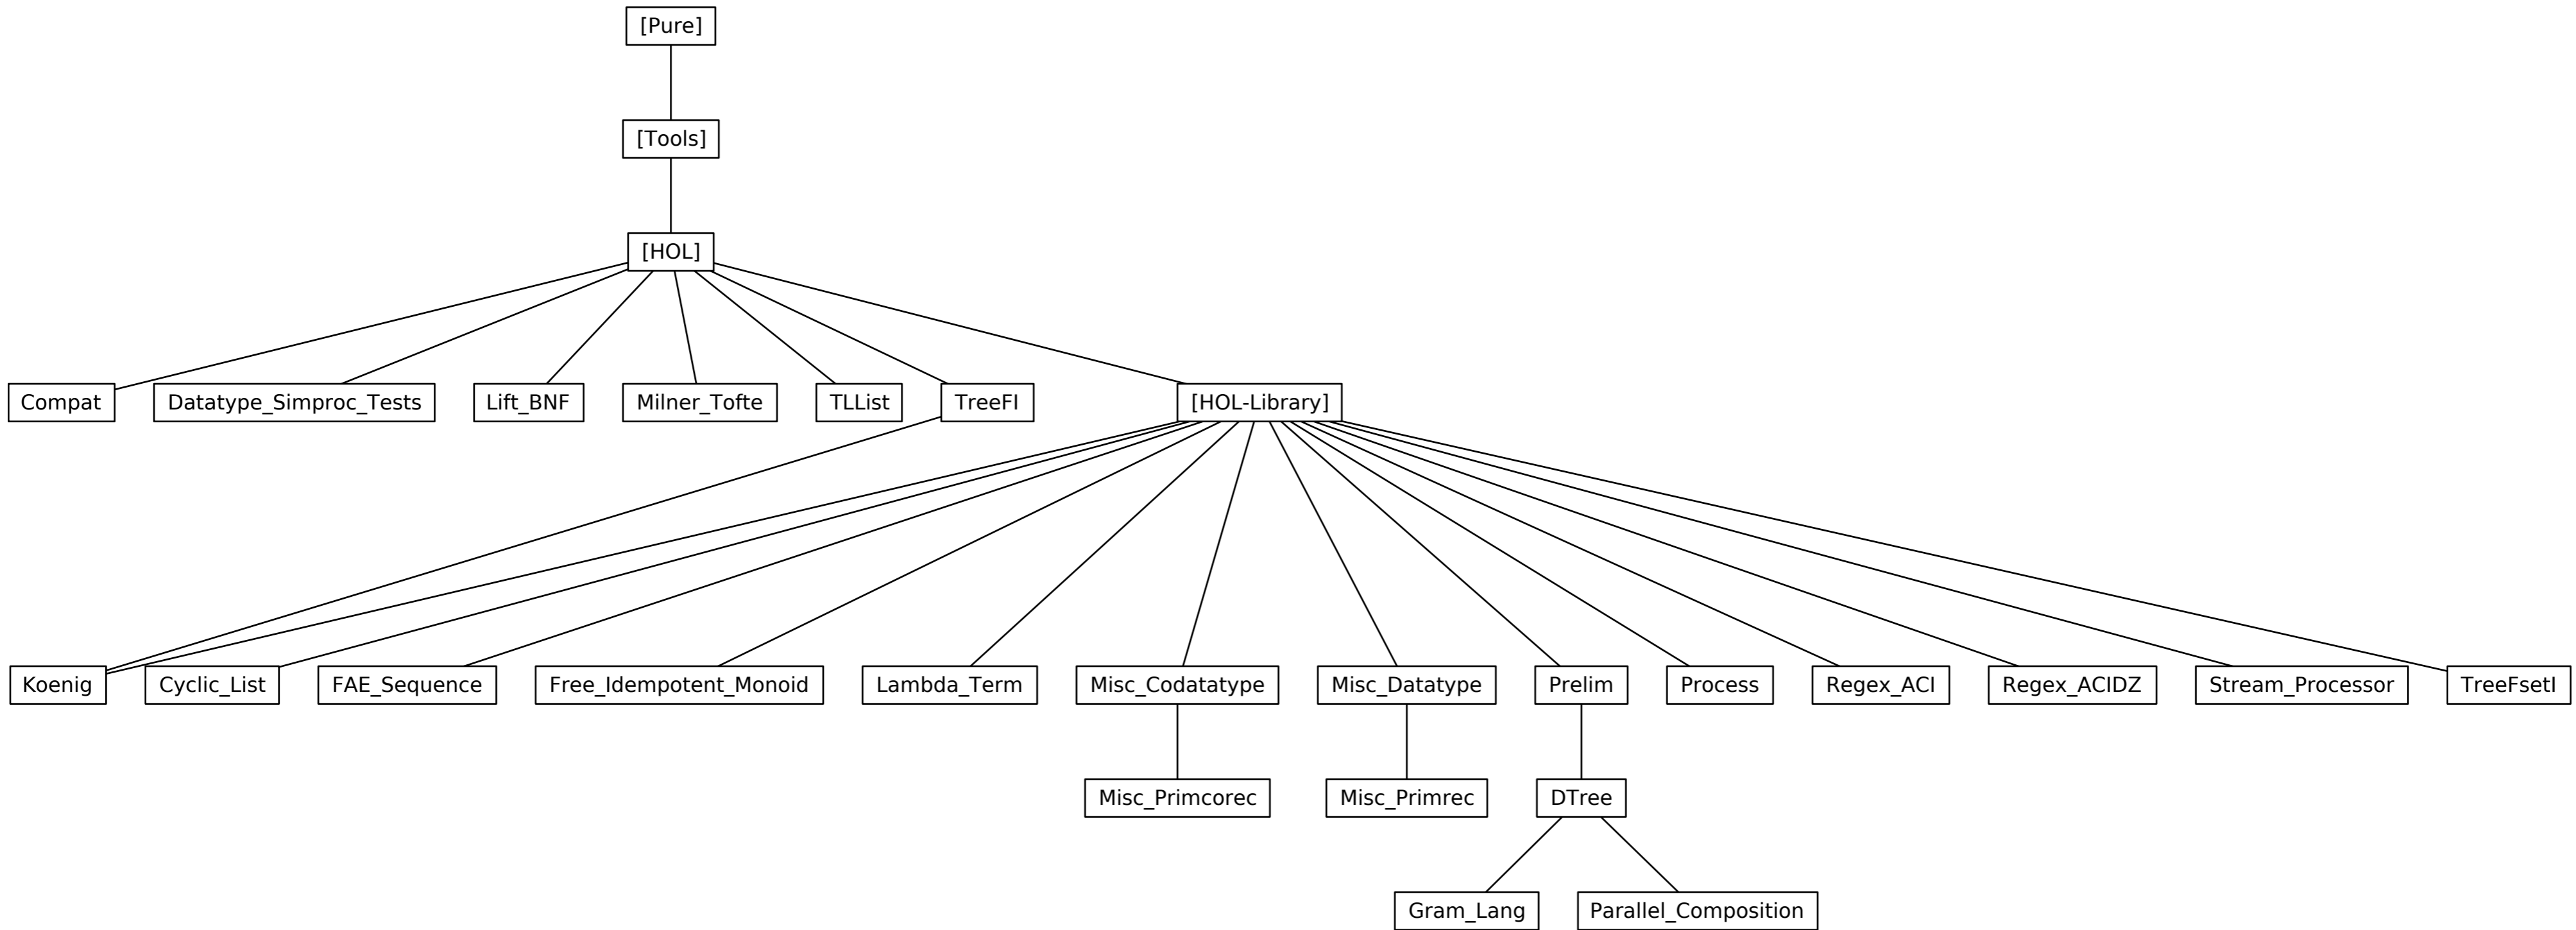 [Pure]
[Tools]
[HOL]
Compat
Datatype_Simproc_Tests
Lift_BNF
Milner_Tofte
TLList
TreeFI
[HOL-Library]
Koenig
Cyclic_List
FAE_Sequence
Free_Idempotent_Monoid
Lambda_Term
Misc_Codatatype
Misc_Datatype
Prelim
Process
Regex_ACI
Regex_ACIDZ
Stream_Processor
TreeFsetI
Misc_Primcorec
Misc_Primrec
DTree
Gram_Lang
Parallel_Composition